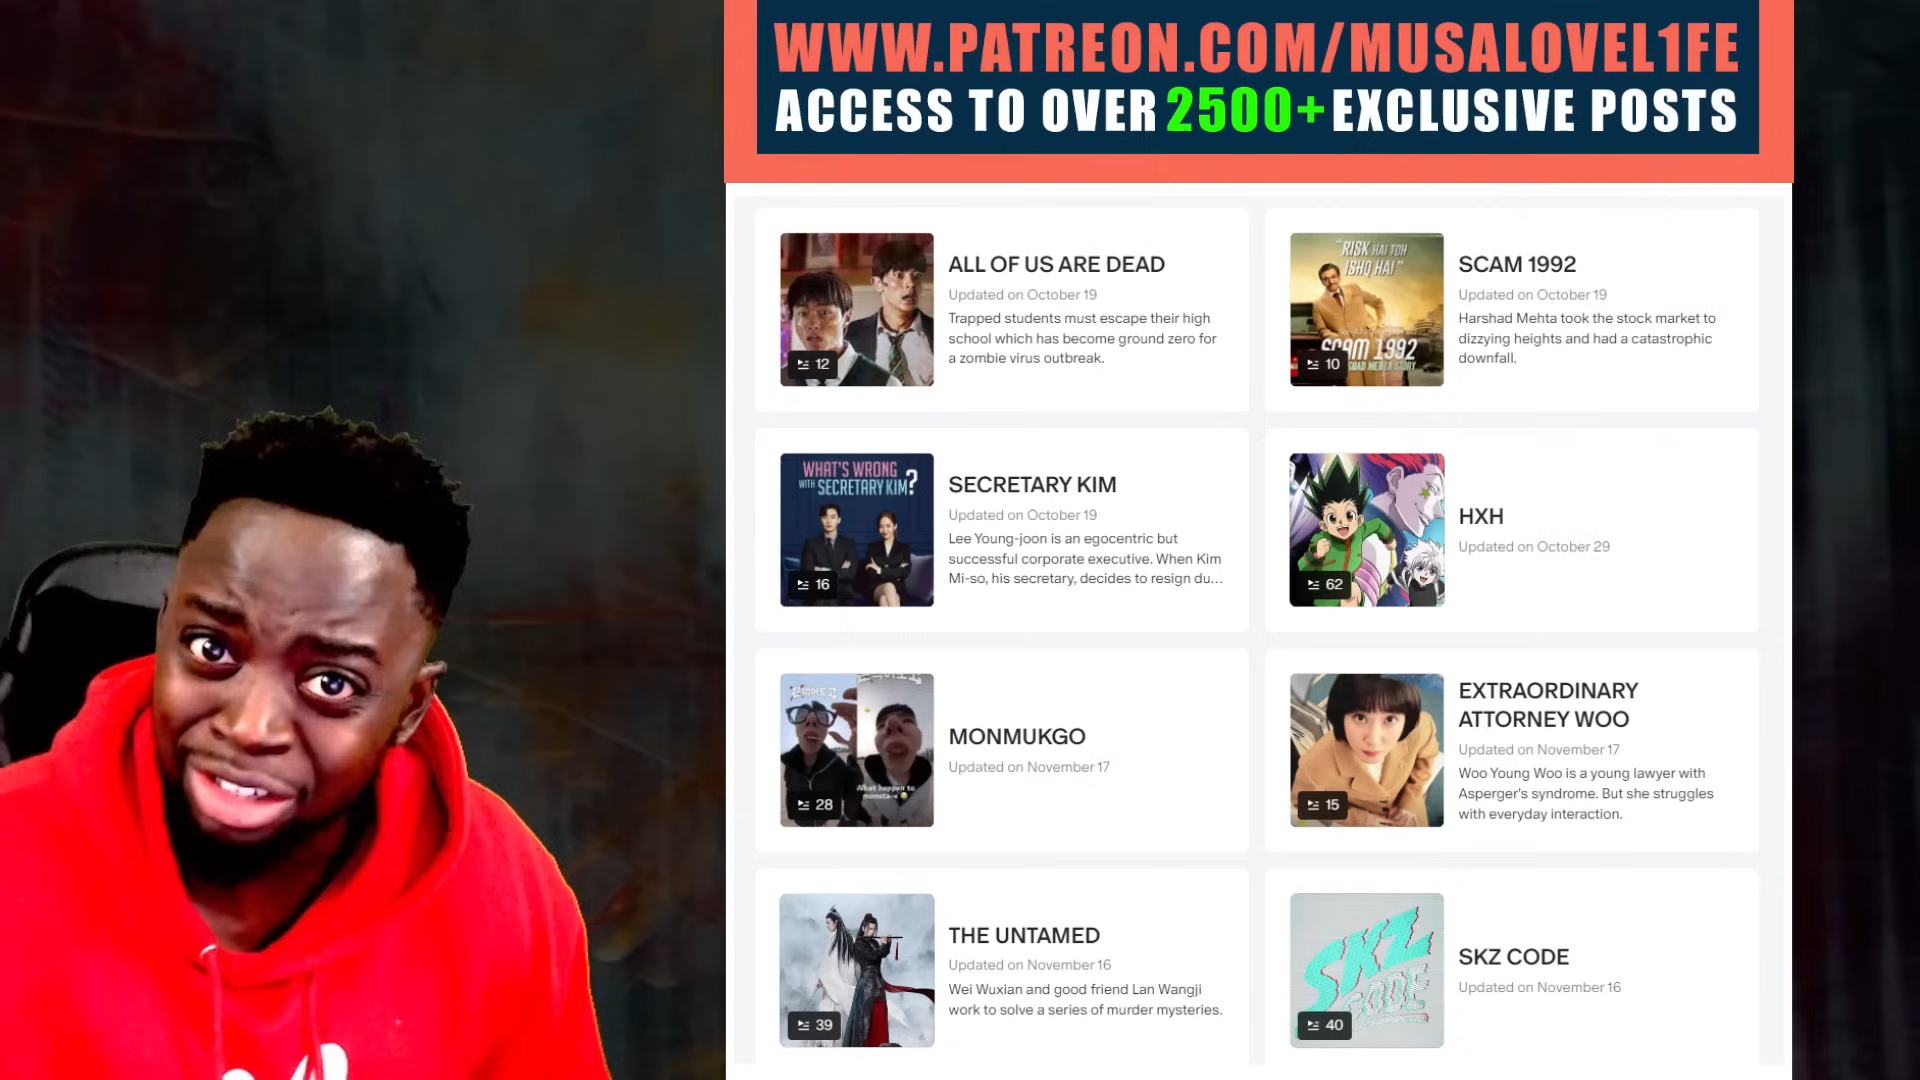 WWW.PATREON.COM/MUSALOVEL1FE
ACCESS TO OVER 2500+ EXCLUSIVE POSTS
ALL OF US ARE DEAD
Updated on October 19
Trapped students must escape their high
school which has become ground zero for
a zombie virus outbreak.
12
"RISK HAI TOH
ISHQ HAI"
SCAM 1992
10
SCAM 1992
Updated on October 19
Harshad Mehta took the stock market to
dizzying heights and had a catastrophic
downfall.
WHAT'S WRONG
WITH SECRETARY KIM?
16
SECRETARY KIM
Updated on October 19
Lee Young-joon is an egocentric but
successful corporate executive. When Kim
Mi-so, his secretary, decides to resign du...
62
HXH
Updated on October 29
What happen to
monsta-x
28
MONMUKGO
Updated on November 17
15
EXTRAORDINARY
ATTORNEY WOO
Updated on November 17
Woo Young Woo is a young lawyer with
Asperger's syndrome. But she struggles
with everyday interaction.
39
THE UNTAMED
Updated on November 16
Wei Wuxian and good friend Lan Wangji
work to solve a series of murder mysteries.
SKZ
CODE
40
SKZ CODE
Updated on November 16